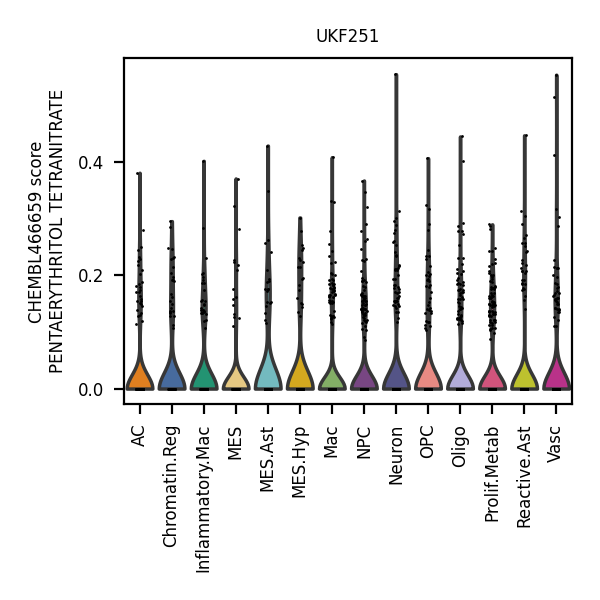 UKF251
CHEMBL466659 score
PENTAERYTHRITOL TETRANITRATE
0.4
0.2
0.0
AC
Chromatin.Reg
Inflammatory.Mac
MES
MES.Ast
MES.Hyp
Mac
NPC
Neuron
OPC
Oligo
Prolif.Metab
Reactive.Ast
Vasc